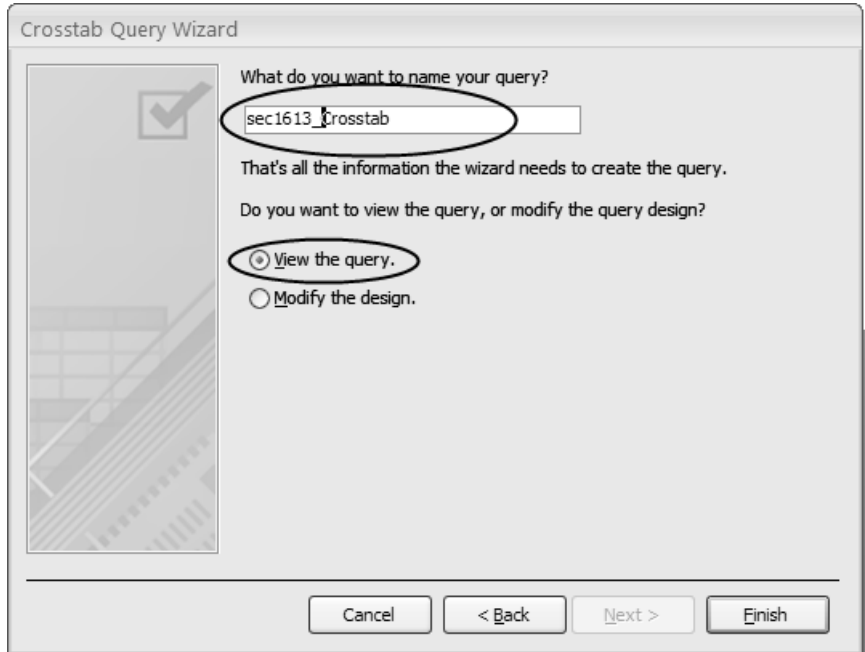 Crosstab Query Wizard
What do you want to name your query?
sec1613_Crosstab
That's all the information the wizard needs to create the query.
Do you want to view the query, or modify the query design?
View the query.
Modify the design.
Cancel < Back Next > Finish